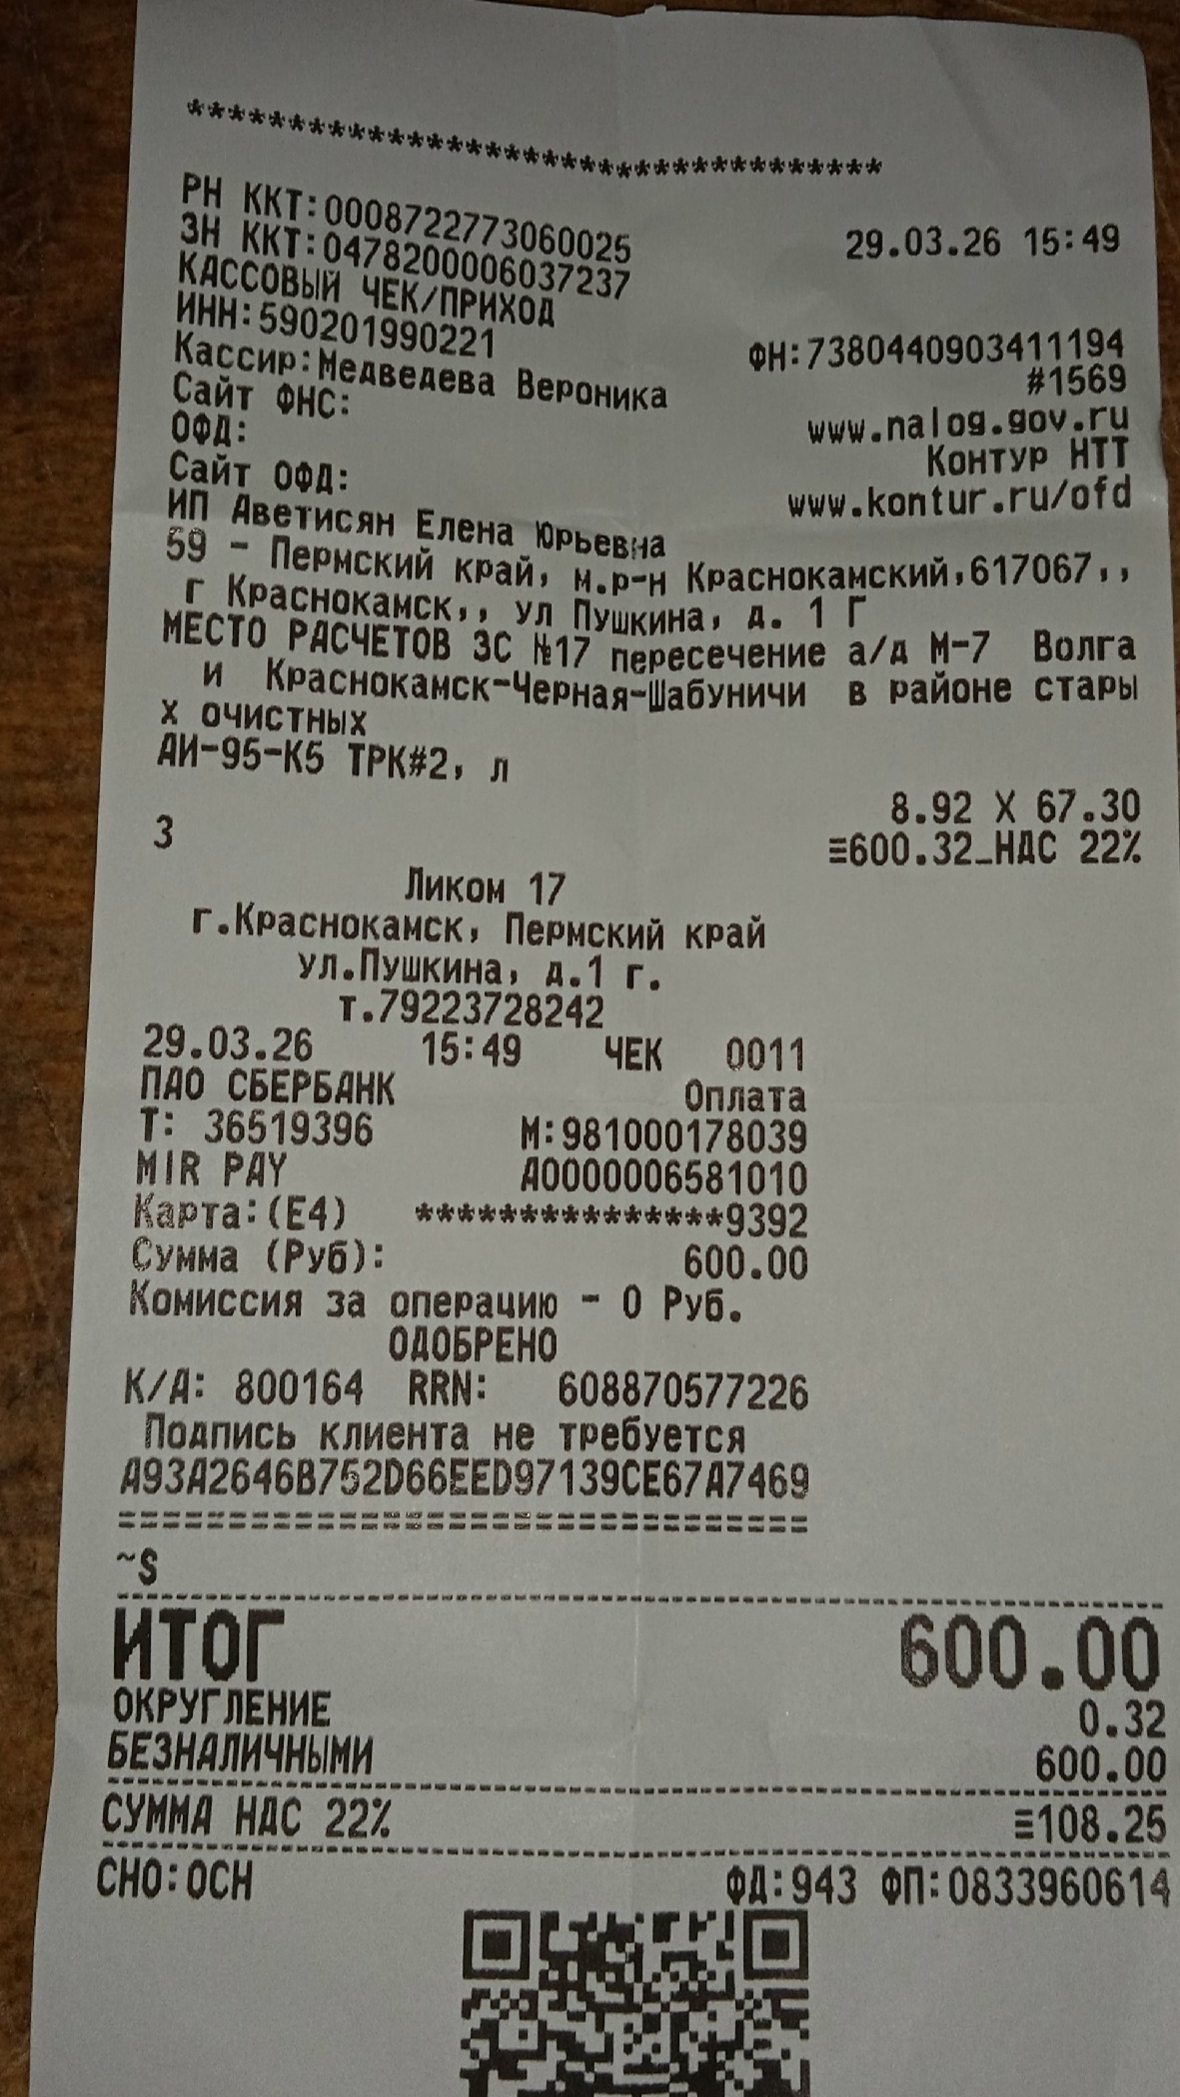 **********************************
РН ККТ:0008722773060025 29.03.26 15:49
ЗН ККТ:0478200006037237
КАССОВЫЙ ЧЕК/ПРИХОД
ИНН:590201990221 ФН:7380440903411194
Кассир:Медведева Вероника #1569
Сайт ФНС: www.nalog.gov.ru
ОФД: Контур НТТ
Сайт ОФД: www.kontur.ru/ofd
ИП Аветисян Елена Юрьевна
59 - Пермский край, м.р-н Краснокамский,617067,,
г Краснокамск,, ул Пушкина, д. 1 Г
МЕСТО РАСЧЕТОВ ЗС №17 пересечение а/д М-7 Волга
и Краснокамск-Черная-Шабуничи в районе стары
х очистных
АИ-95-К5 ТРК#2, л
8.92 X 67.30
3 ≡600.32_НДС 22%
Ликом 17
г.Краснокамск, Пермский край
ул.Пушкина, д.1 г.
т.79223728242
29.03.26 15:49 ЧЕК 0011
ПАО СБЕРБАНК Оплата
Т: 36519396 М:981000178039
MIR PAY A0000006581010
Карта:(E4) ***************9392
Сумма (Руб): 600.00
Комиссия за операцию - 0 Руб.
ОДОБРЕНО
К/А: 800164 RRN: 608870577226
Подпись клиента не требуется
A93A2646B752D66EED97139CE67A7469
================================
~S
ИТОГ 600.00
ОКРУГЛЕНИЕ 0.32
БЕЗНАЛИЧНЫМИ 600.00
СУММА НДС 22% ≡108.25
СНО:ОСН ФД:943 ФП:0833960614